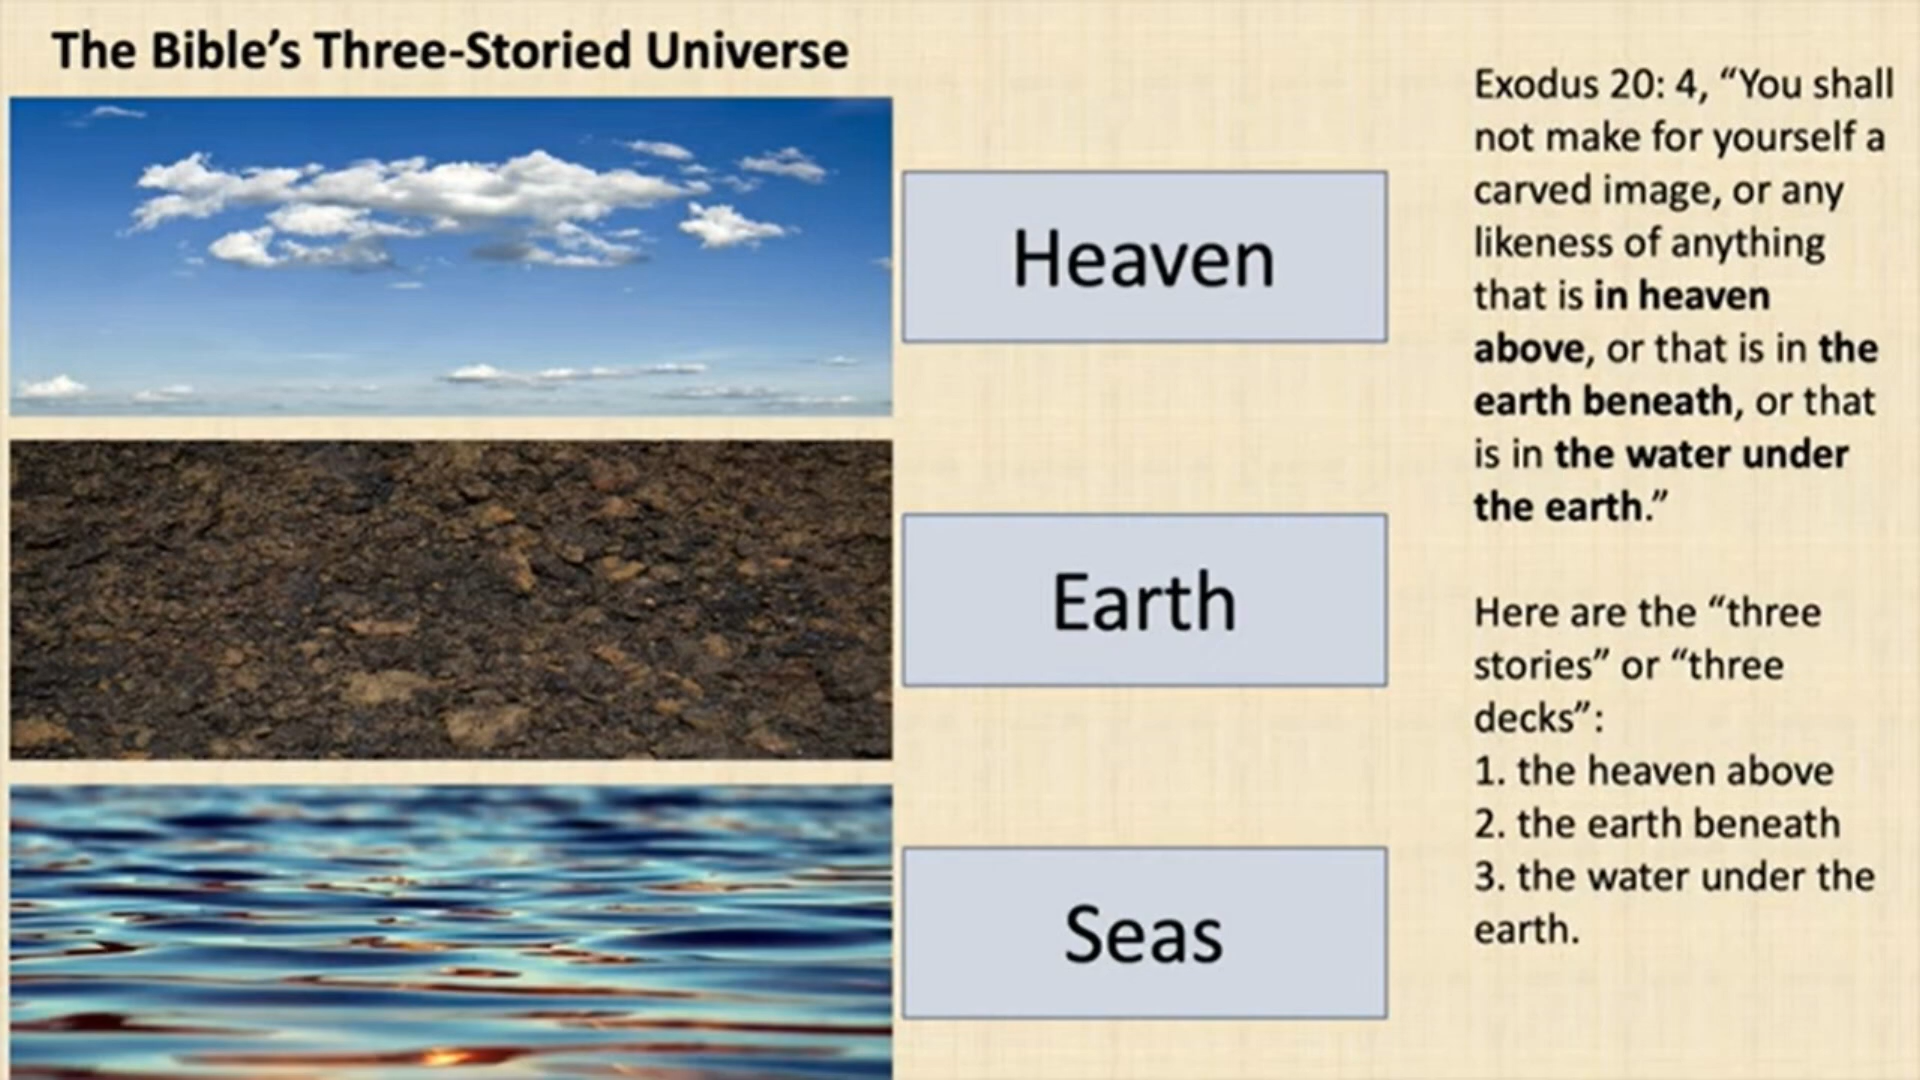 The Bible’s Three-Storied Universe
Heaven
Earth
Seas
Exodus 20: 4, “You shall
not make for yourself a
carved image, or any
likeness of anything
that is in heaven
above, or that is in the
earth beneath, or that
is in the water under
the earth.”
Here are the “three
stories” or “three
decks”:
1. the heaven above
2. the earth beneath
3. the water under the
earth.